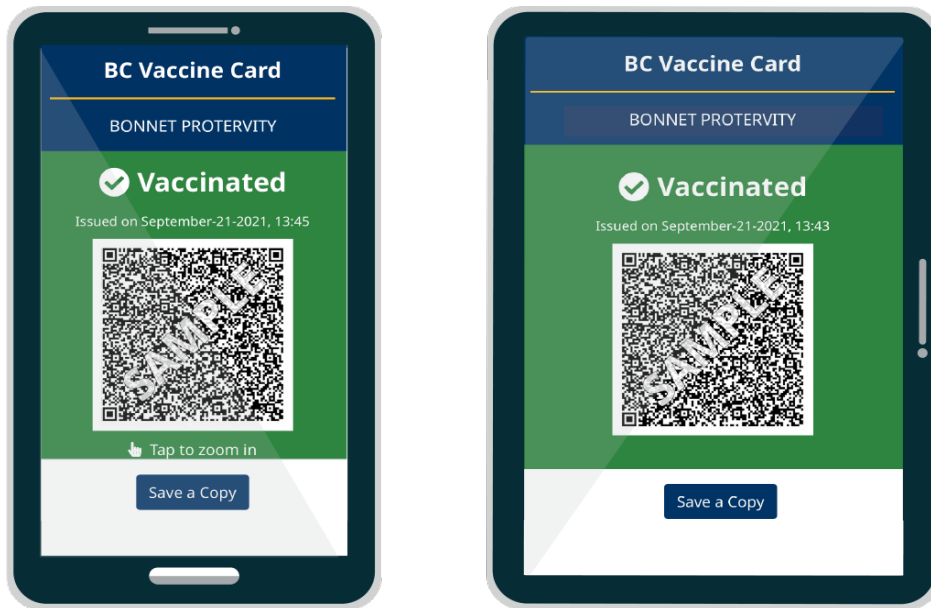 BC Vaccine Card
BONNET PROTERVITY
Vaccinated
Issued on September-21-2021, 13:45
SAMPLE
Tap to zoom in
Save a Copy
BC Vaccine Card
BONNET PROTERVITY
Vaccinated
Issued on September-21-2021, 13:43
SAMPLE
Save a Copy